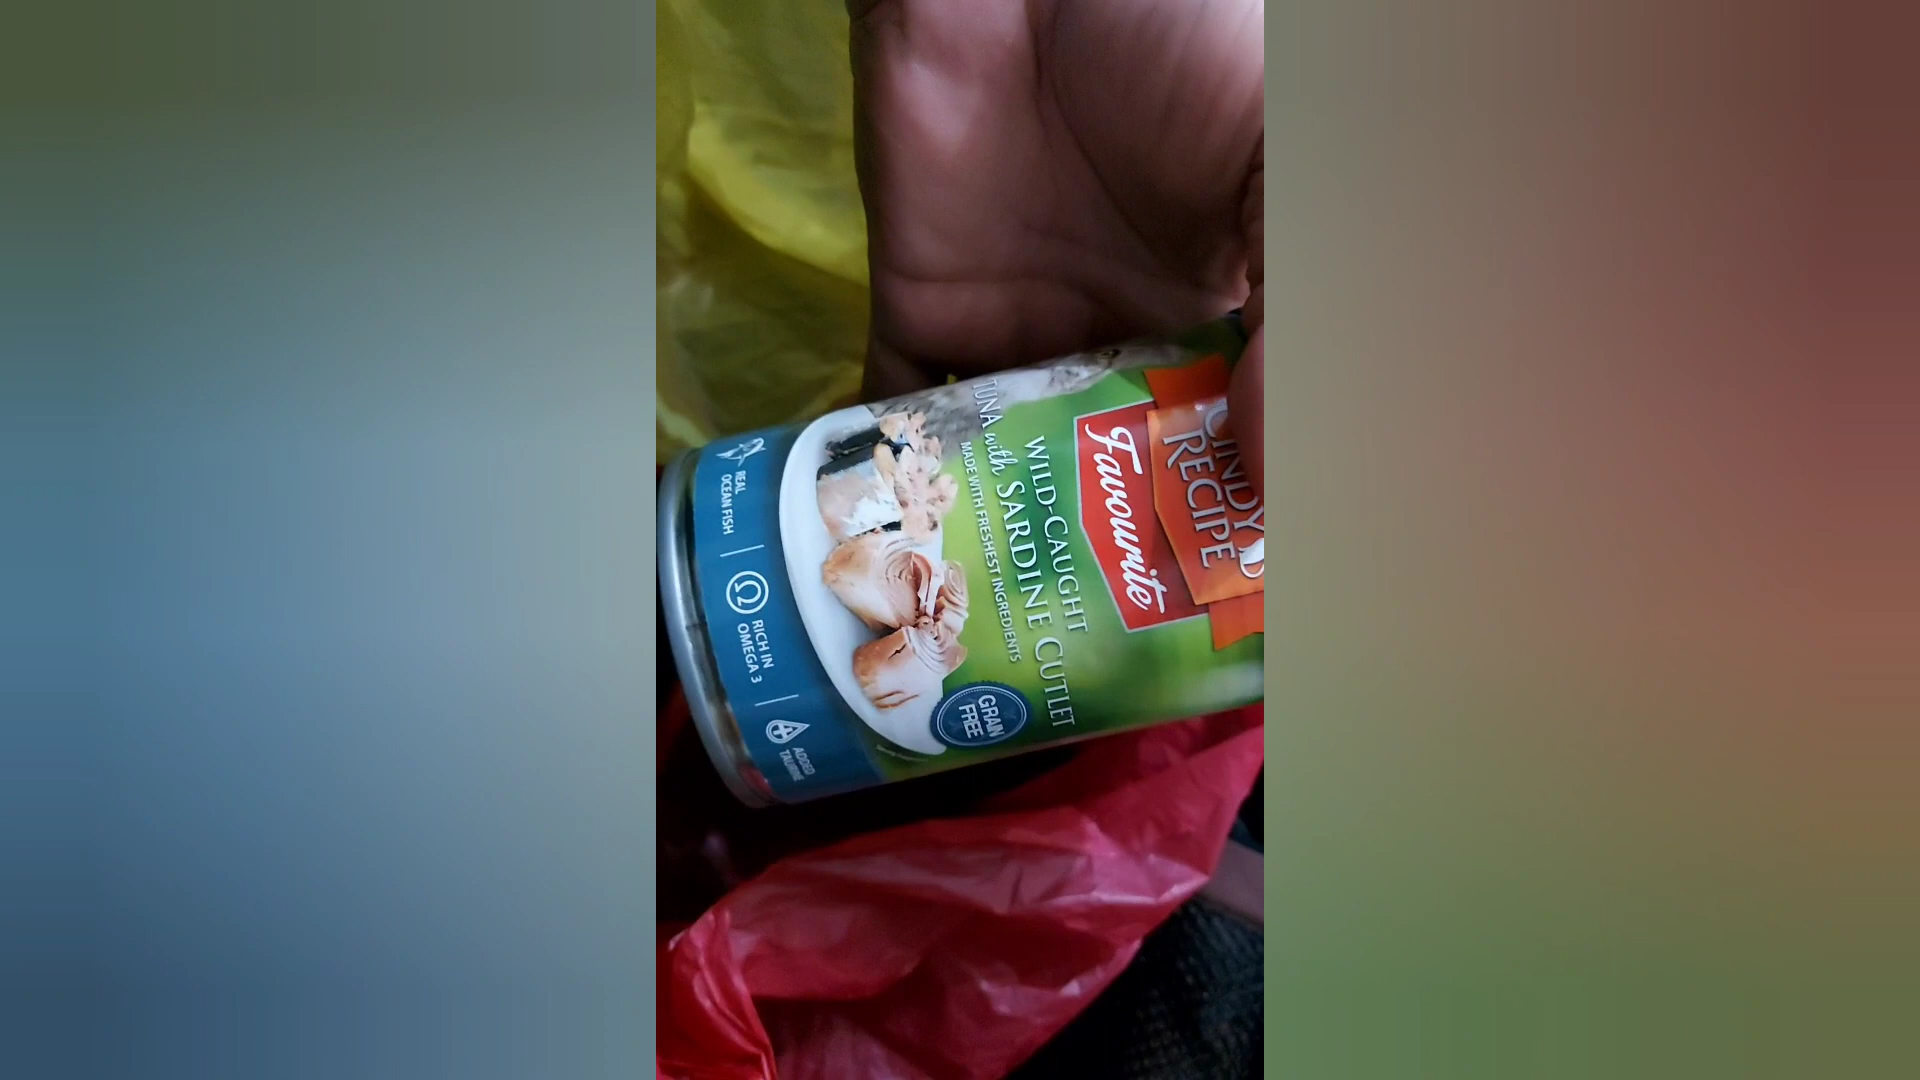 CINDY'S
RECIPE
Favourite
WILD-CAUGHT
TUNA with SARDINE CUTLET
MADE WITH FRESHEST INGREDIENTS
GRAIN
FREE
REAL
OCEAN FISH
RICH IN
OMEGA 3
ADDED
TAURINE